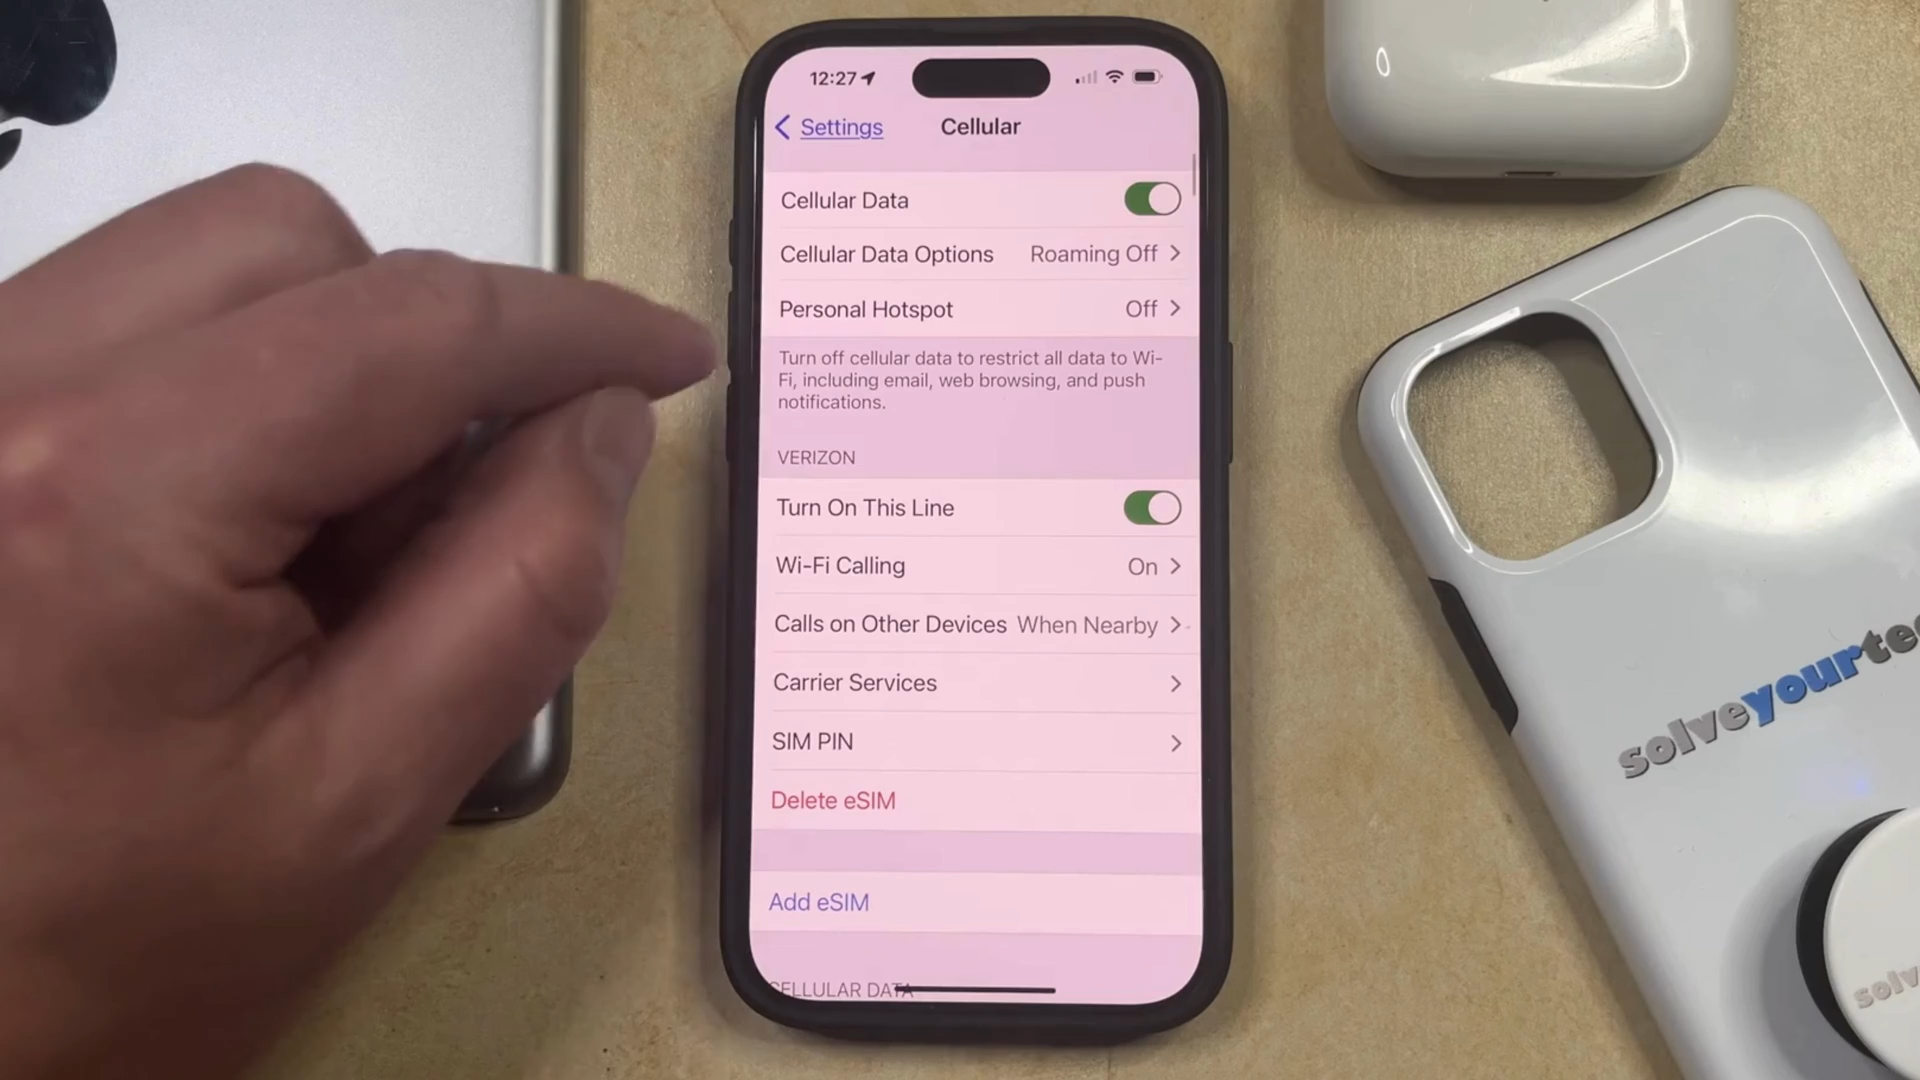 12:27
Settings
Cellular
Cellular Data
Cellular Data Options Roaming Off
Personal Hotspot Off
Turn off cellular data to restrict all data to Wi-
Fi, including email, web browsing, and push
notifications.
VERIZON
Turn On This Line
Wi-Fi Calling On
Calls on Other Devices When Nearby
Carrier Services
SIM PIN
Delete eSIM
Add eSIM
CELLULAR DATA
solveyourtec
solv